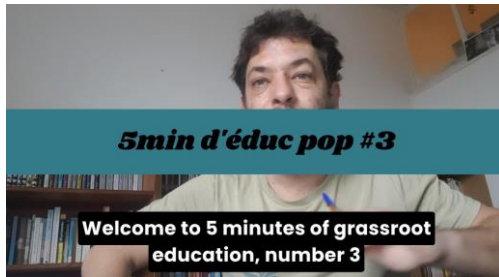 5min d'éduc pop #3
Welcome to 5 minutes of grassroot
education, number 3